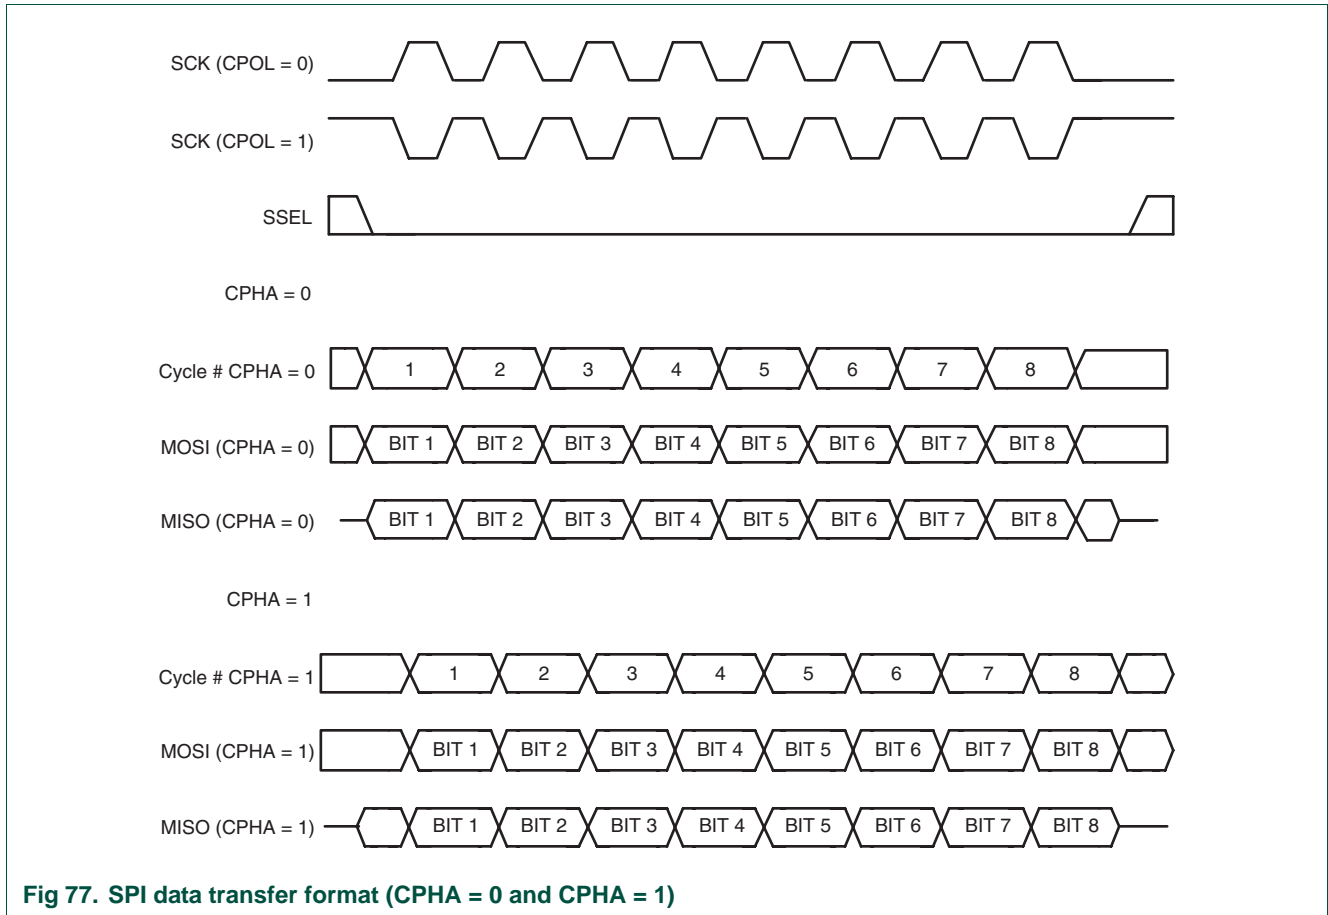 SCK (CPOL = 0)
SCK (CPOL = 1)
SSEL
CPHA = 0
Cycle # CPHA = 0 1 2 3 4 5 6 7 8
MOSI (CPHA = 0) BIT 1 BIT 2 BIT 3 BIT 4 BIT 5 BIT 6 BIT 7 BIT 8
MISO (CPHA = 0) BIT 1 BIT 2 BIT 3 BIT 4 BIT 5 BIT 6 BIT 7 BIT 8
CPHA = 1
Cycle # CPHA = 1 1 2 3 4 5 6 7 8
MOSI (CPHA = 1) BIT 1 BIT 2 BIT 3 BIT 4 BIT 5 BIT 6 BIT 7 BIT 8
MISO (CPHA = 1) BIT 1 BIT 2 BIT 3 BIT 4 BIT 5 BIT 6 BIT 7 BIT 8
Fig 77. SPI data transfer format (CPHA = 0 and CPHA = 1)